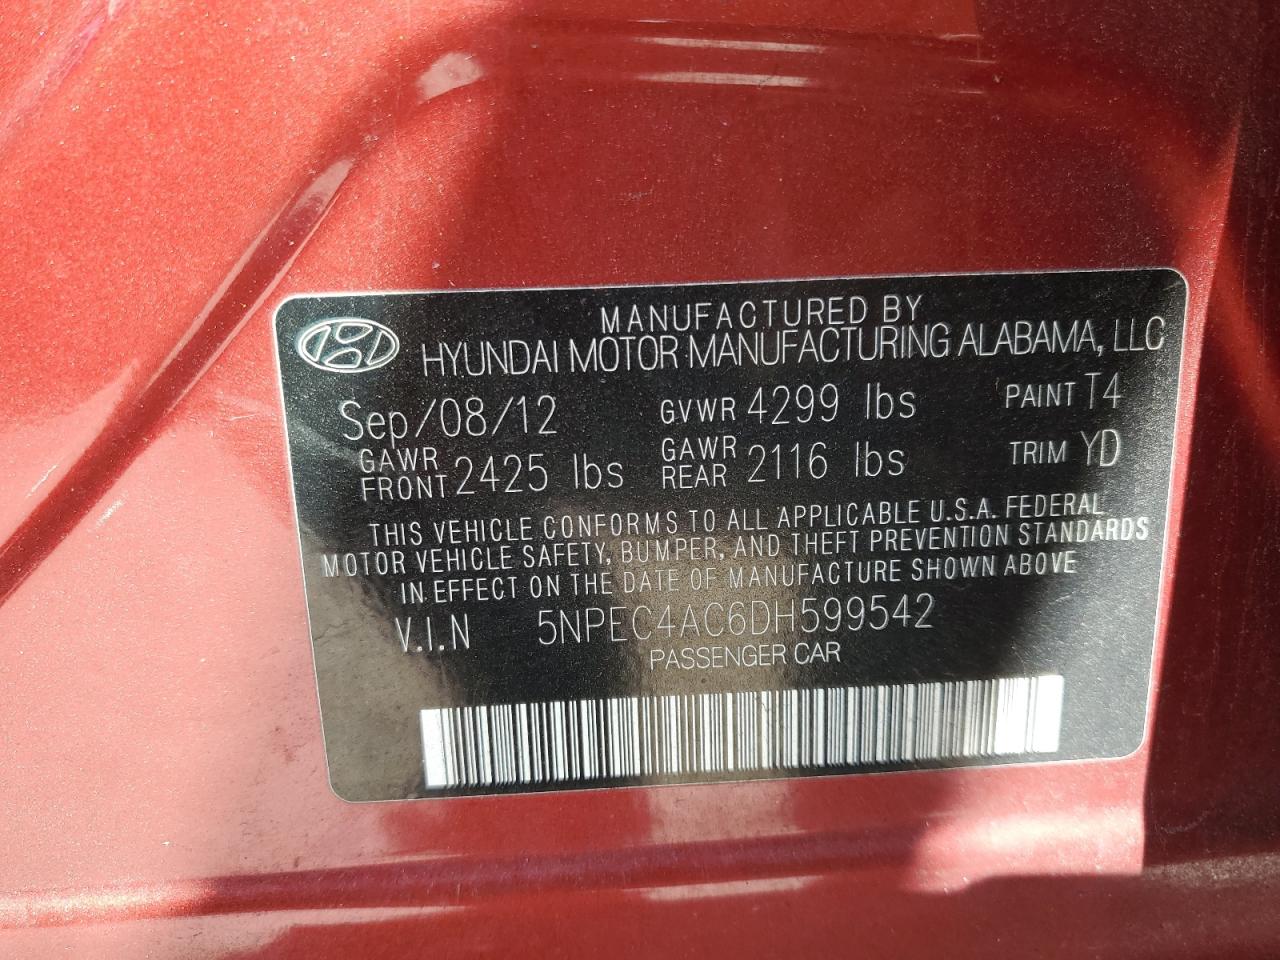 MANUFACTURED BY
HYUNDAI MOTOR MANUFACTURING ALABAMA, LLC
Sep/08/12 GVWR 4299 lbs PAINT T4
GAWR FRONT 2425 lbs GAWR REAR 2116 lbs TRIM YD
THIS VEHICLE CONFORMS TO ALL APPLICABLE U.S.A. FEDERAL
MOTOR VEHICLE SAFETY, BUMPER, AND THEFT PREVENTION STANDARDS
IN EFFECT ON THE DATE OF MANUFACTURE SHOWN ABOVE
V.I.N 5NPEC4AC6DH599542
PASSENGER CAR